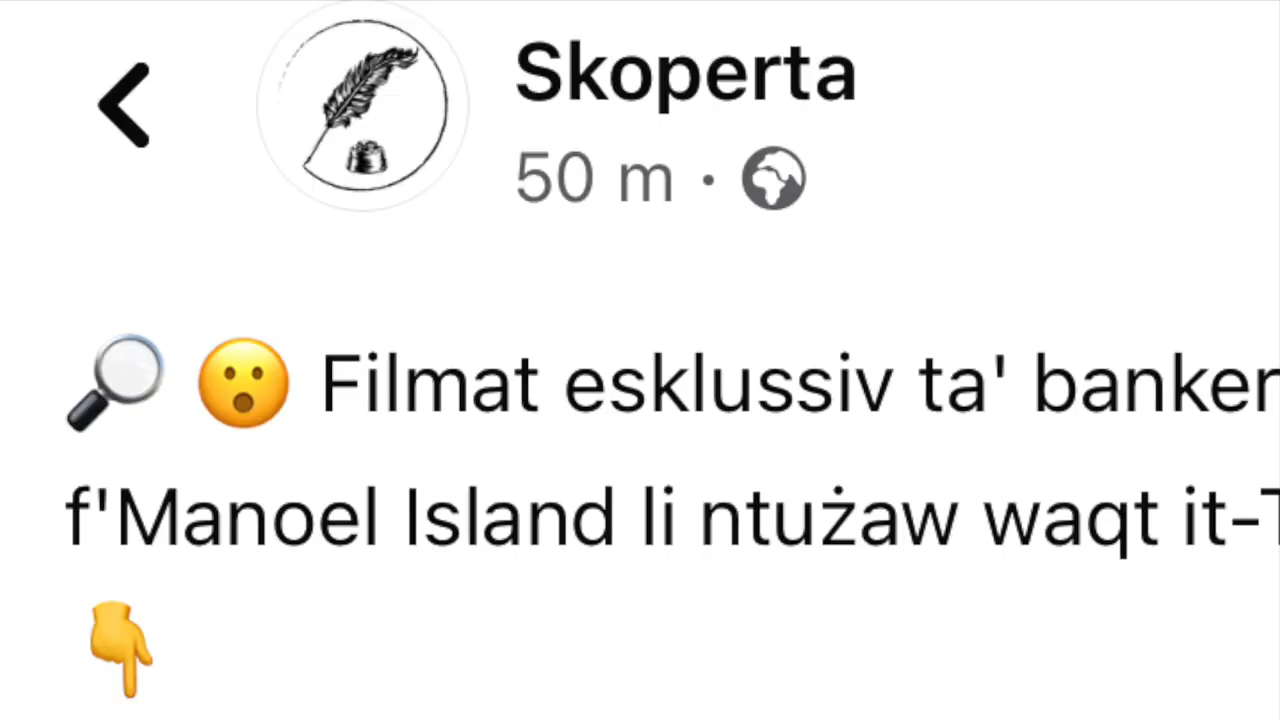 Skoperta
50 m ·
Filmat esklussiv ta' banker
f'Manoel Island li ntużaw waqt it-T